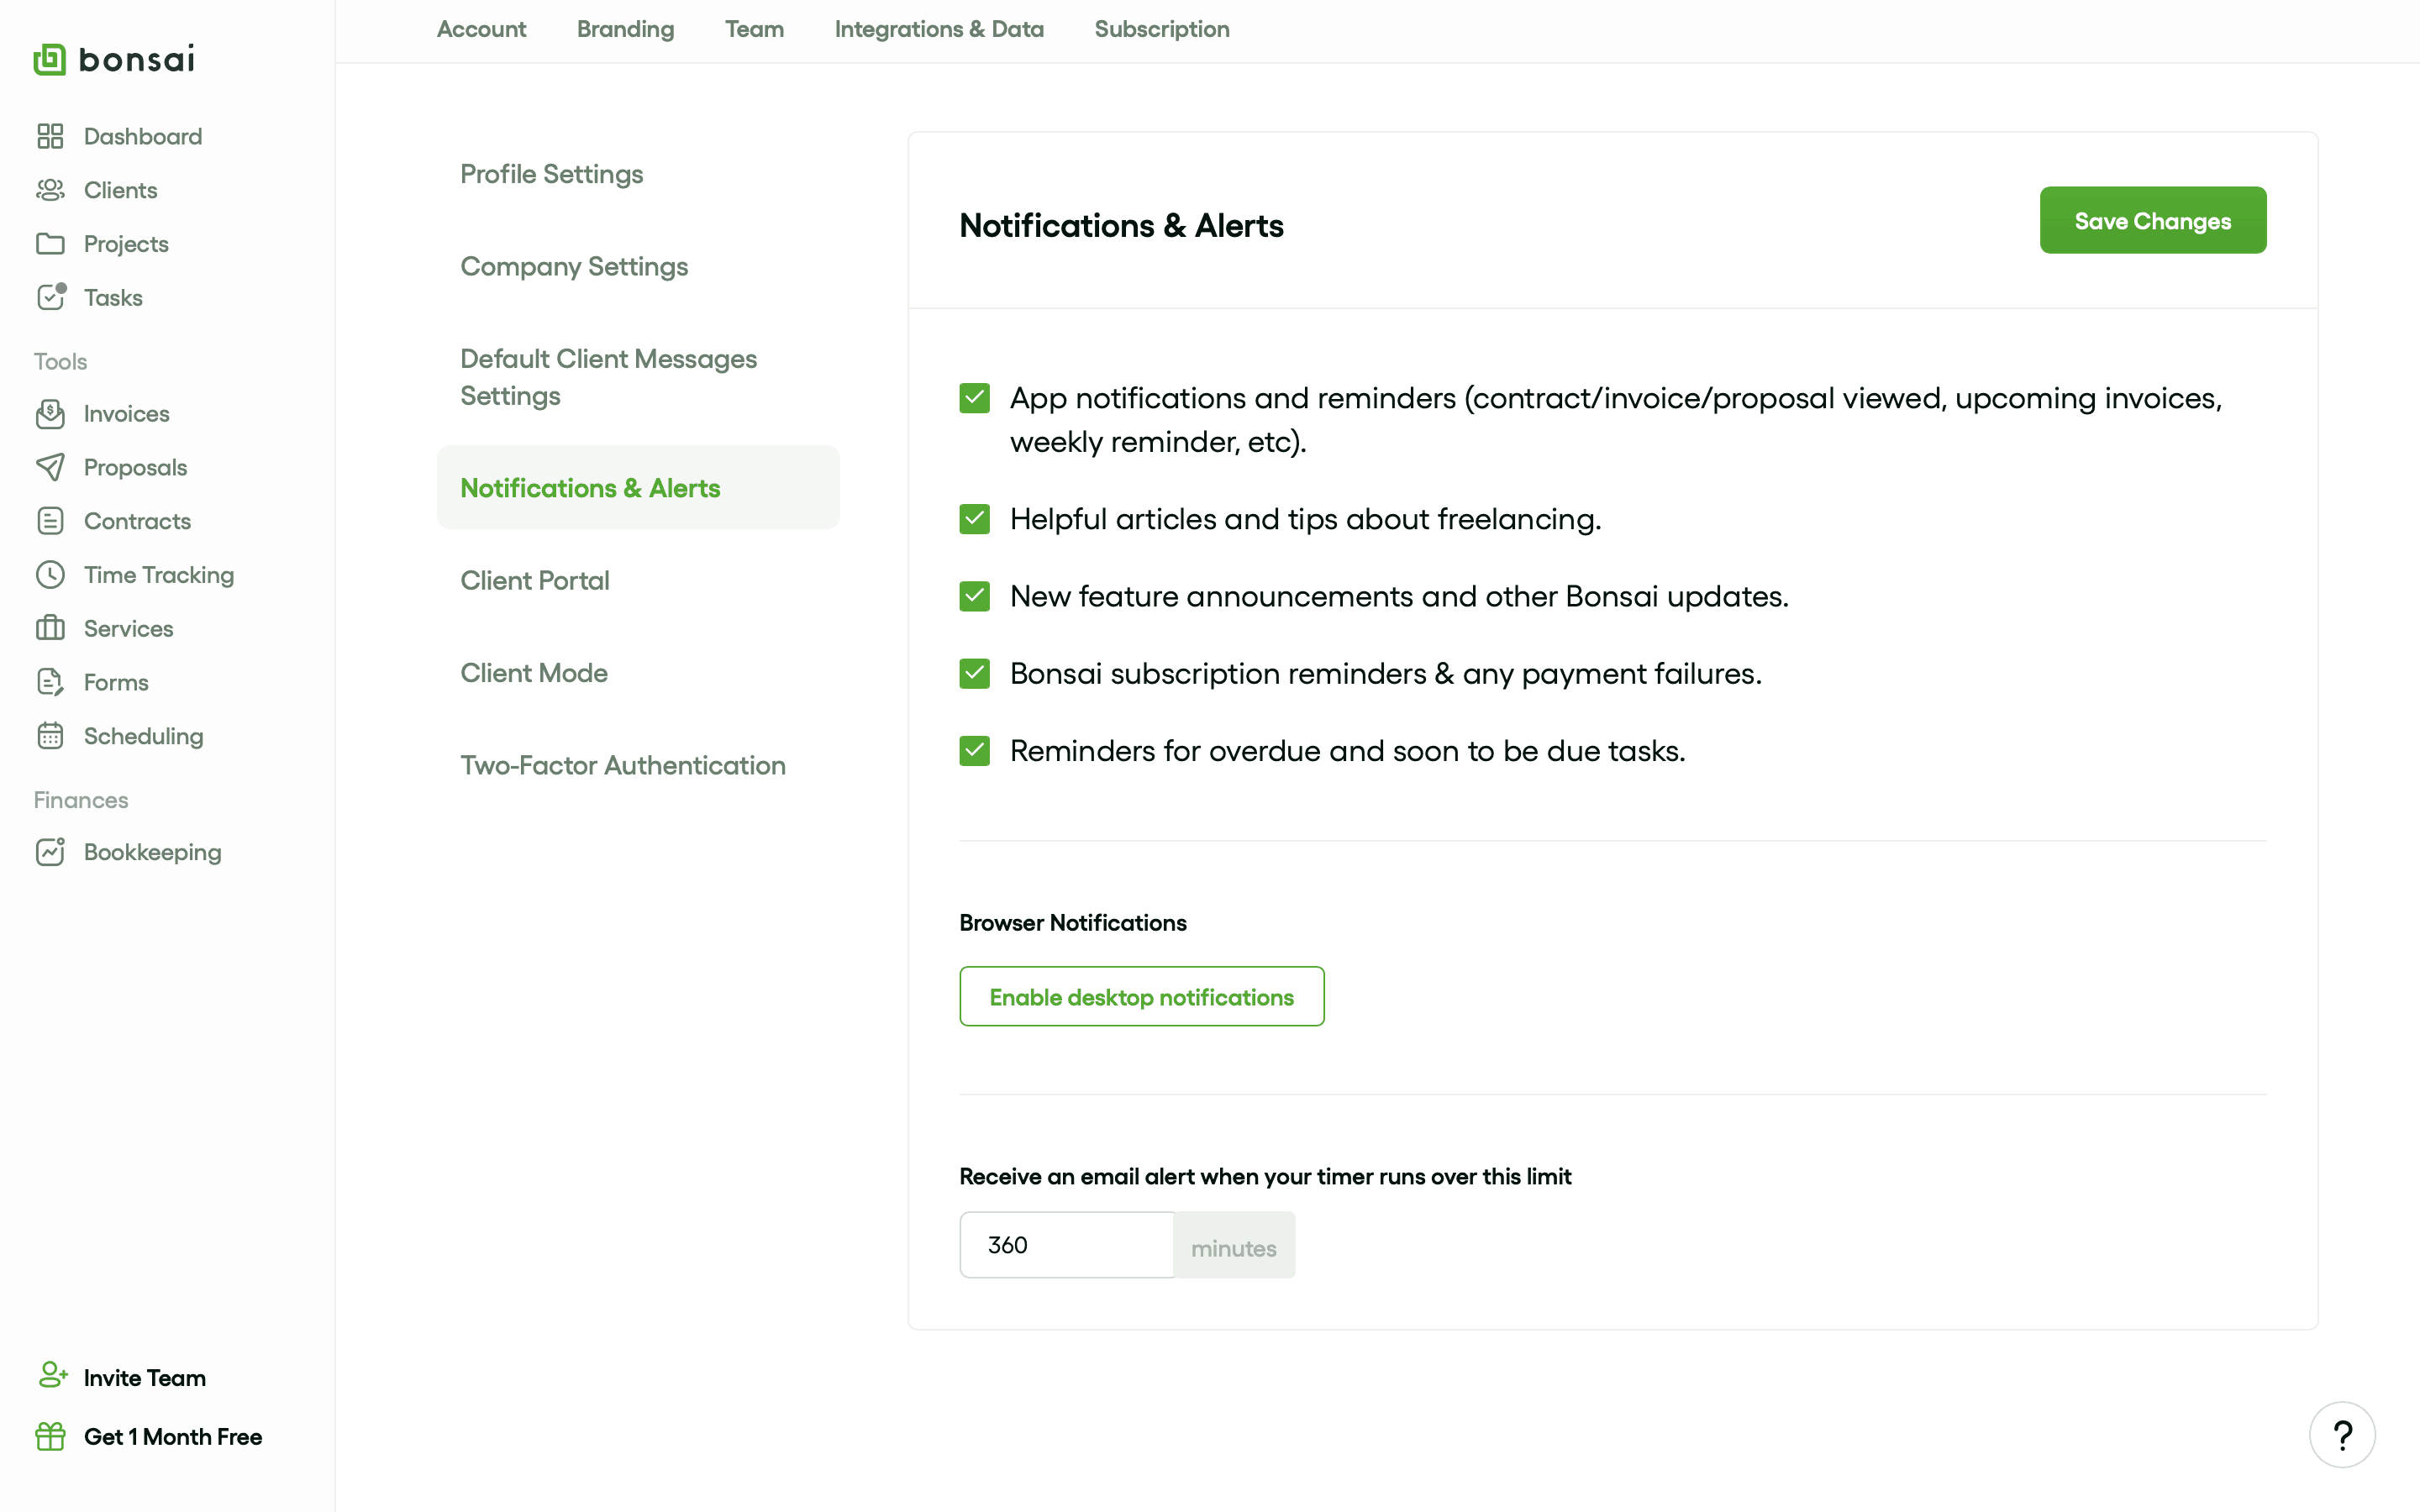 bonsai
Dashboard
Clients
Projects
Tasks
Tools
Invoices
Proposals
Contracts
Time Tracking
Services
Forms
Scheduling
Finances
Bookkeeping
Invite Team
Get 1 Month Free
Account Branding Team Integrations & Data Subscription
Profile Settings
Company Settings
Default Client Messages
Settings
Notifications & Alerts
Client Portal
Client Mode
Two-Factor Authentication
Notifications & Alerts
Save Changes
App notifications and reminders (contract/invoice/proposal viewed, upcoming invoices,
weekly reminder, etc).
Helpful articles and tips about freelancing.
New feature announcements and other Bonsai updates.
Bonsai subscription reminders & any payment failures.
Reminders for overdue and soon to be due tasks.
Browser Notifications
Enable desktop notifications
Receive an email alert when your timer runs over this limit
360 minutes
?